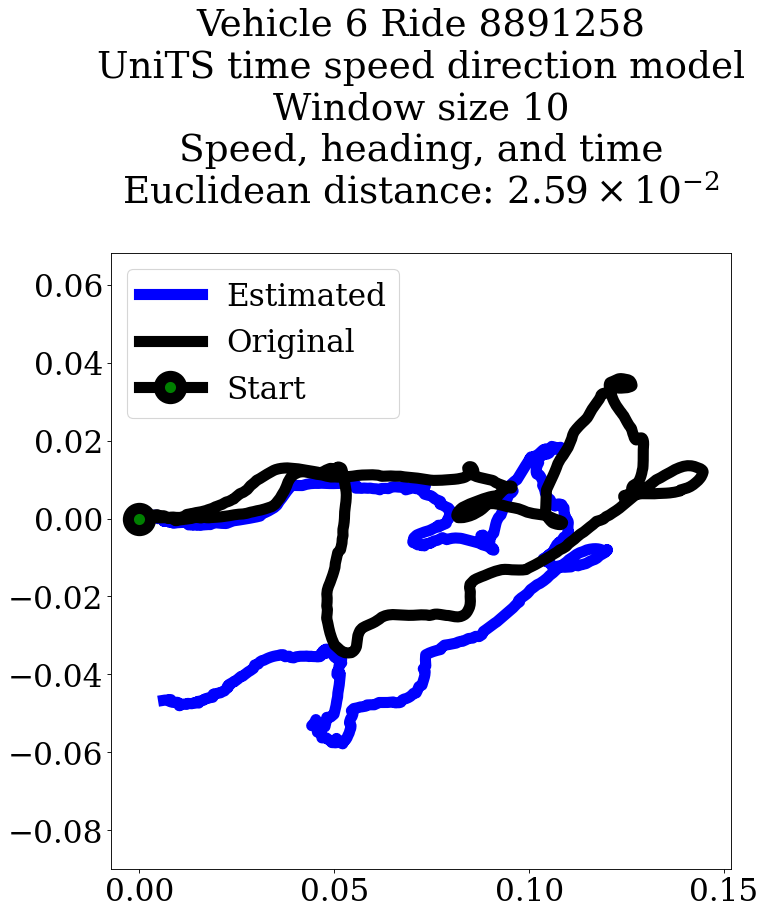 Vehicle 6 Ride 8891258
UniTS time speed direction model
Window size 10
Speed, heading, and time
Euclidean distance: 2.59 × 10⁻²
Estimated
Original
Start
0.06
0.04
0.02
0.00
−0.02
−0.04
−0.06
−0.08
0.00 0.05 0.10 0.15